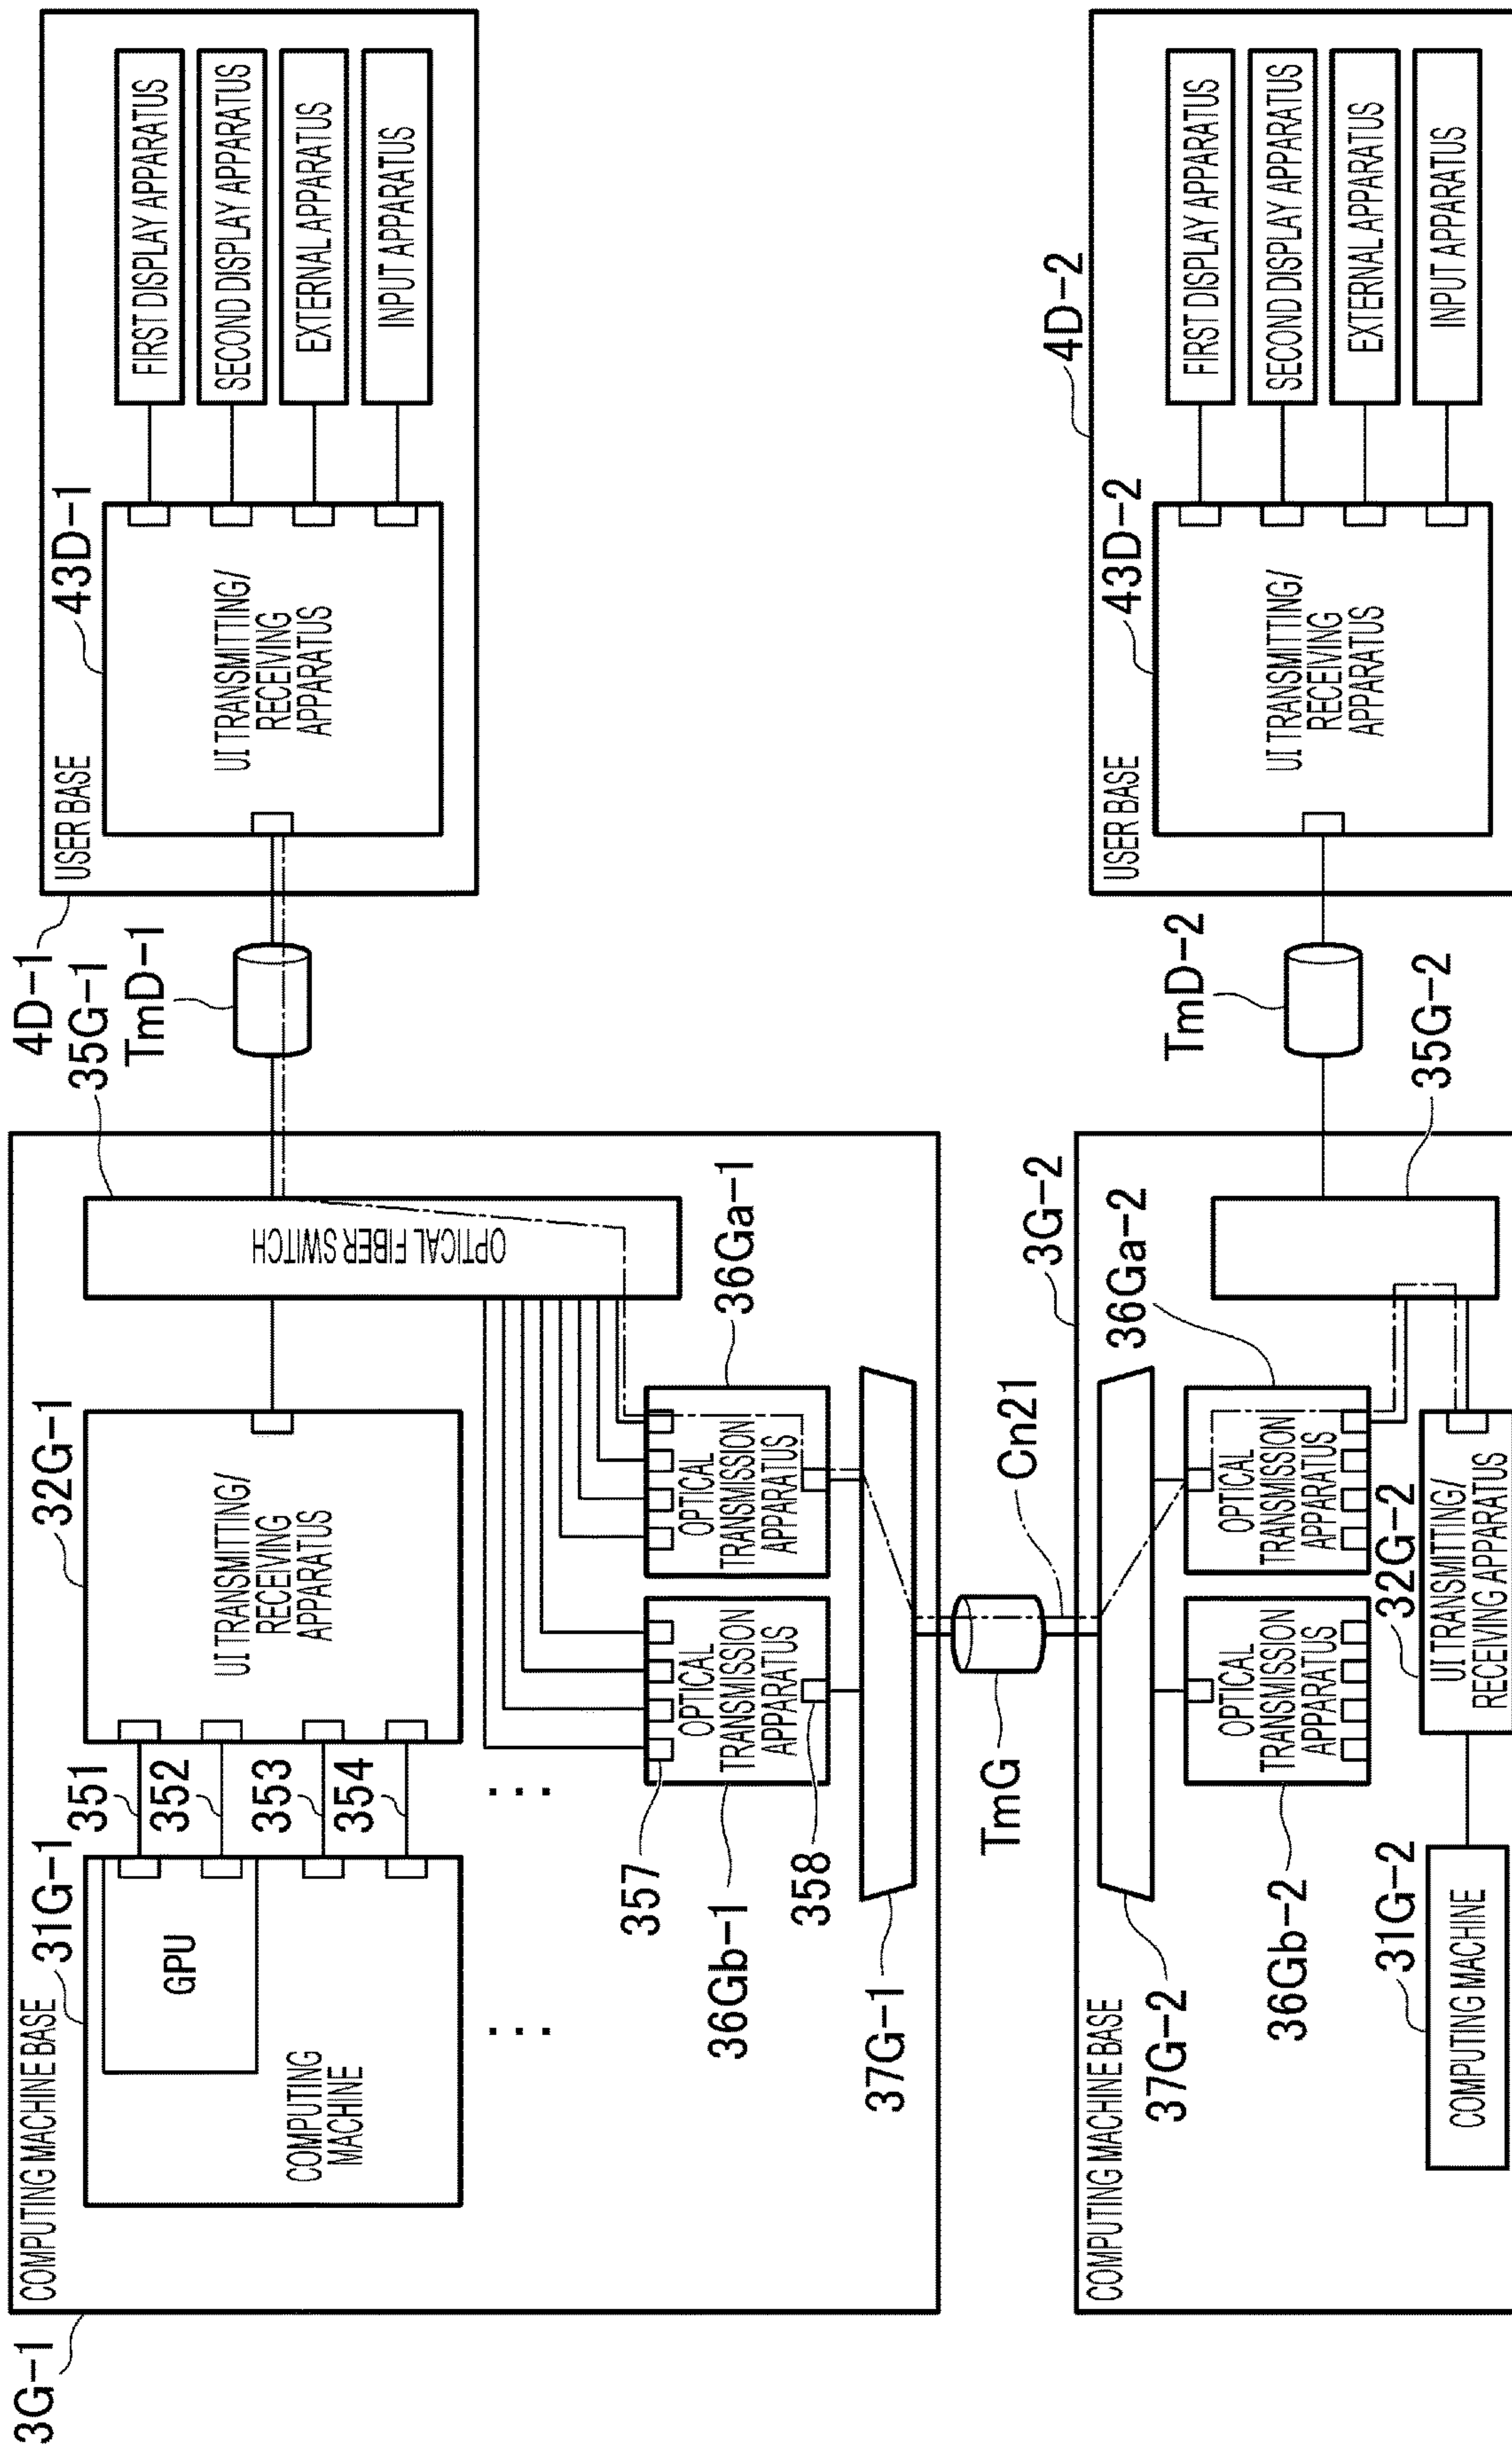 3G-1
COMPUTING MACHINE BASE
31G-1
GPU
COMPUTING
MACHINE
351
352
353
354
32G-1
UI TRANSMITTING/
RECEIVING
APPARATUS
35G-1
OPTICAL FIBER SWITCH
...
...
357
36Gb-1
OPTICAL
TRANSMISSION
APPARATUS
358
36Ga-1
OPTICAL
TRANSMISSION
APPARATUS
37G-1
TmD-1
4D-1
USER BASE
43D-1
UI TRANSMITTING/
RECEIVING
APPARATUS
FIRST DISPLAY APPARATUS
SECOND DISPLAY APPARATUS
EXTERNAL APPARATUS
INPUT APPARATUS
TmG
Cn21
3G-2
COMPUTING MACHINE BASE
37G-2
36Gb-2
OPTICAL
TRANSMISSION
APPARATUS
36Ga-2
OPTICAL
TRANSMISSION
APPARATUS
31G-2
COMPUTING MACHINE
32G-2
UI TRANSMITTING/
RECEIVING APPARATUS
35G-2
TmD-2
4D-2
USER BASE
43D-2
UI TRANSMITTING/
RECEIVING
APPARATUS
FIRST DISPLAY APPARATUS
SECOND DISPLAY APPARATUS
EXTERNAL APPARATUS
INPUT APPARATUS